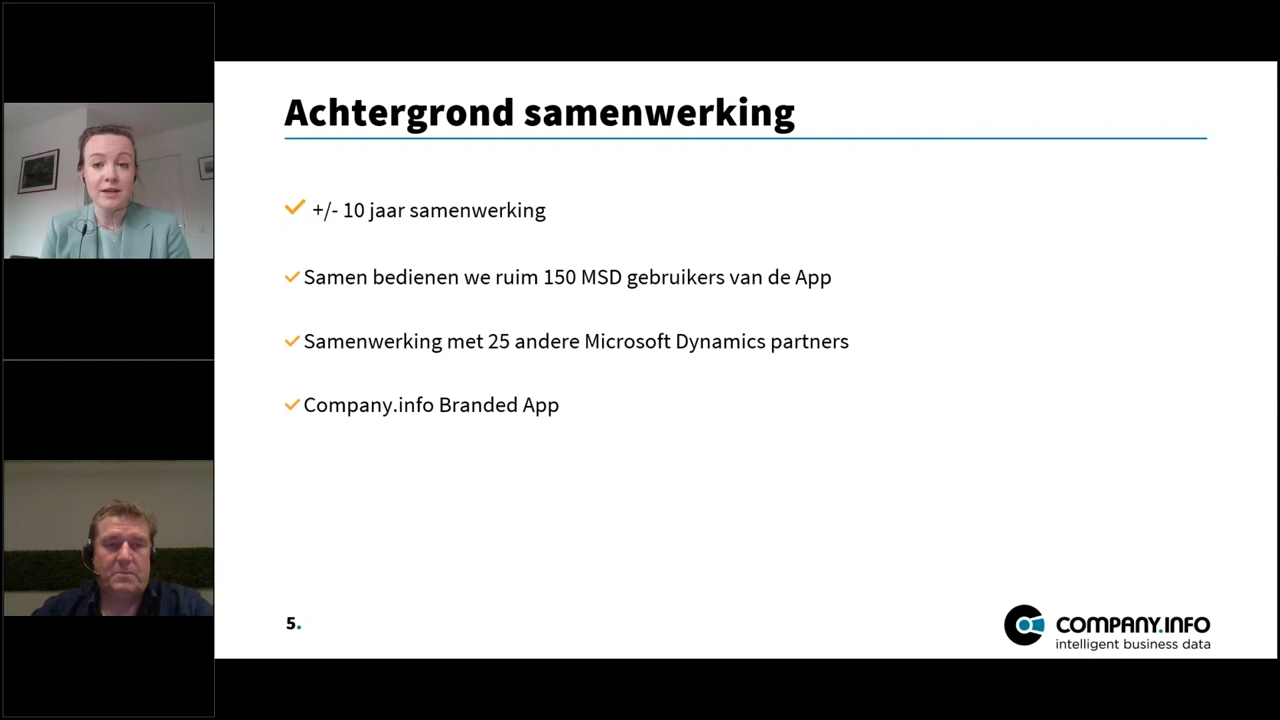 Achtergrond samenwerking
+/- 10 jaar samenwerking
Samen bedienen we ruim 150 MSD gebruikers van de App
Samenwerking met 25 andere Microsoft Dynamics partners
Company.info Branded App
5.
COMPANY.INFO
intelligent business data